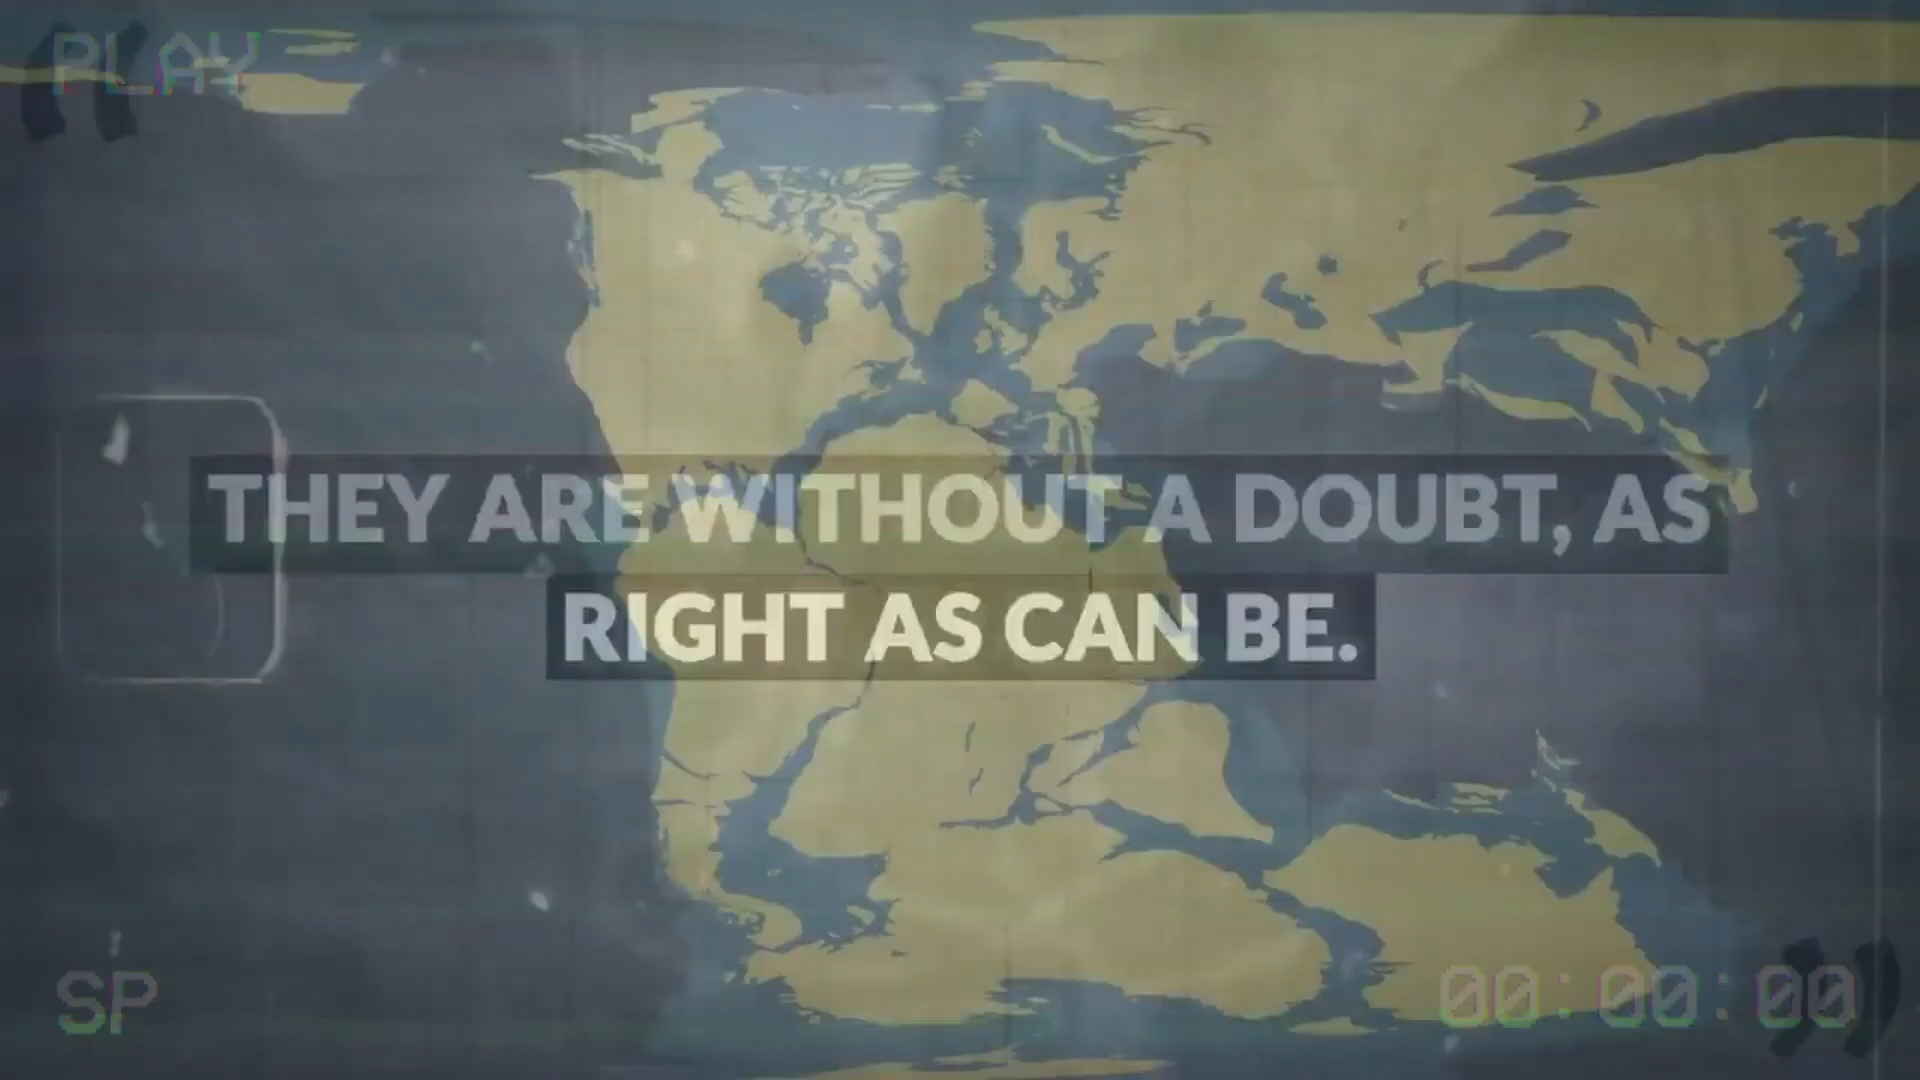 PLAY
THEY ARE WITHOUT A DOUBT, AS
RIGHT AS CAN BE.
SP
00:00:00